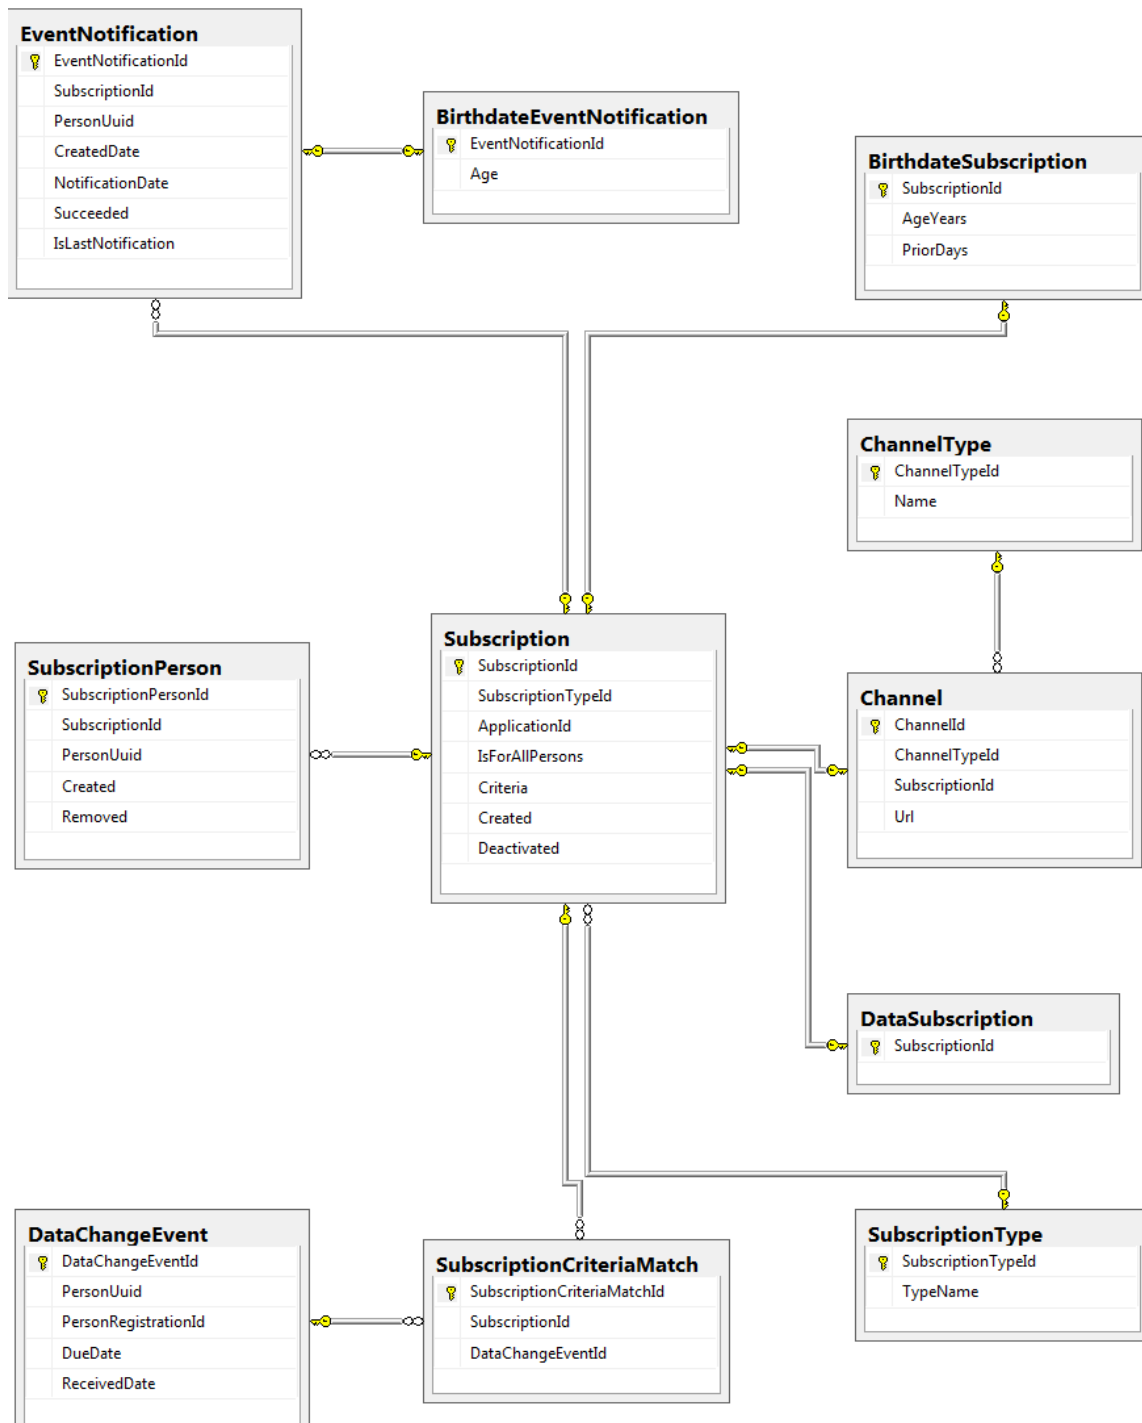 EventNotification
EventNotificationId
SubscriptionId
PersonUuid
CreatedDate
NotificationDate
Succeeded
IsLastNotification
BirthdateEventNotification
EventNotificationId
Age
BirthdateSubscription
SubscriptionId
AgeYears
PriorDays
ChannelType
ChannelTypeId
Name
SubscriptionPerson
SubscriptionPersonId
SubscriptionId
PersonUuid
Created
Removed
Subscription
SubscriptionId
SubscriptionTypeId
ApplicationId
IsForAllPersons
Criteria
Created
Deactivated
Channel
ChannelId
ChannelTypeId
SubscriptionId
Url
DataSubscription
SubscriptionId
DataChangeEvent
DataChangeEventId
PersonUuid
PersonRegistrationId
DueDate
ReceivedDate
SubscriptionCriteriaMatch
SubscriptionCriteriaMatchId
SubscriptionId
DataChangeEventId
SubscriptionType
SubscriptionTypeId
TypeName